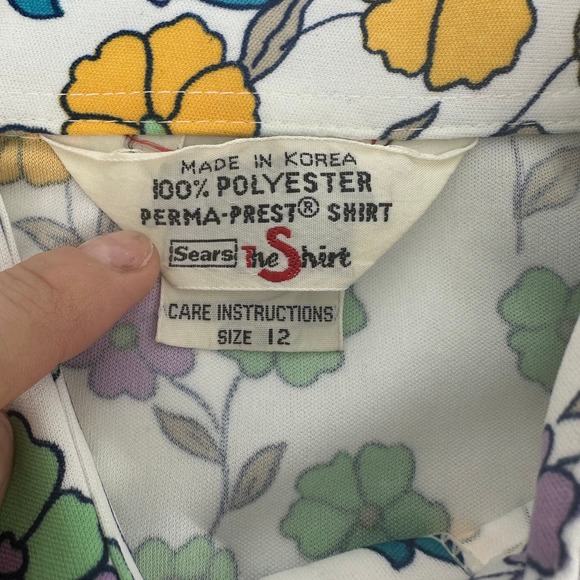 MADE IN KOREA
100% POLYESTER
PERMA-PREST® SHIRT
Sears The Shirt
CARE INSTRUCTIONS
SIZE 12